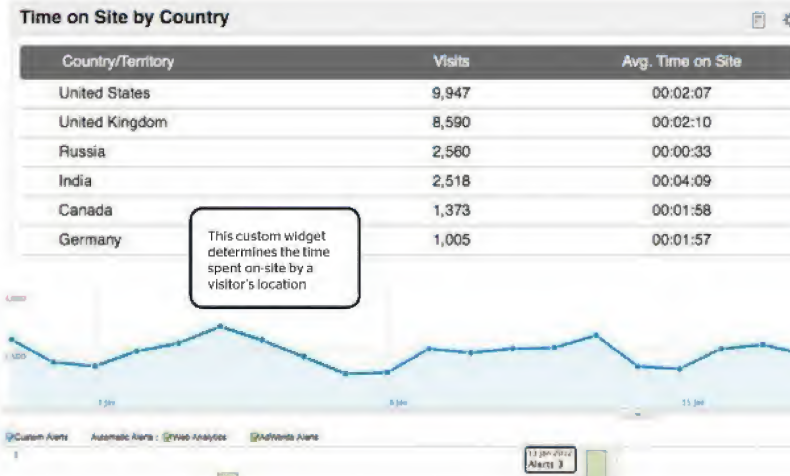 Time on Site by Country
Country/Territory Visits Avg. Time on Site
United States 9,947 00:02:07
United Kingdom 8,590 00:02:10
Russia 2,560 00:00:33
India 2,518 00:04:09
Canada 1,373 00:01:58
Germany 1,005 00:01:57
This custom widget
determines the time
spent on-site by a
visitor's location
Custom Alerts Automatic Alerts : Web Analytics AdWords Alerts
13 Jan 2012
Alerts 3